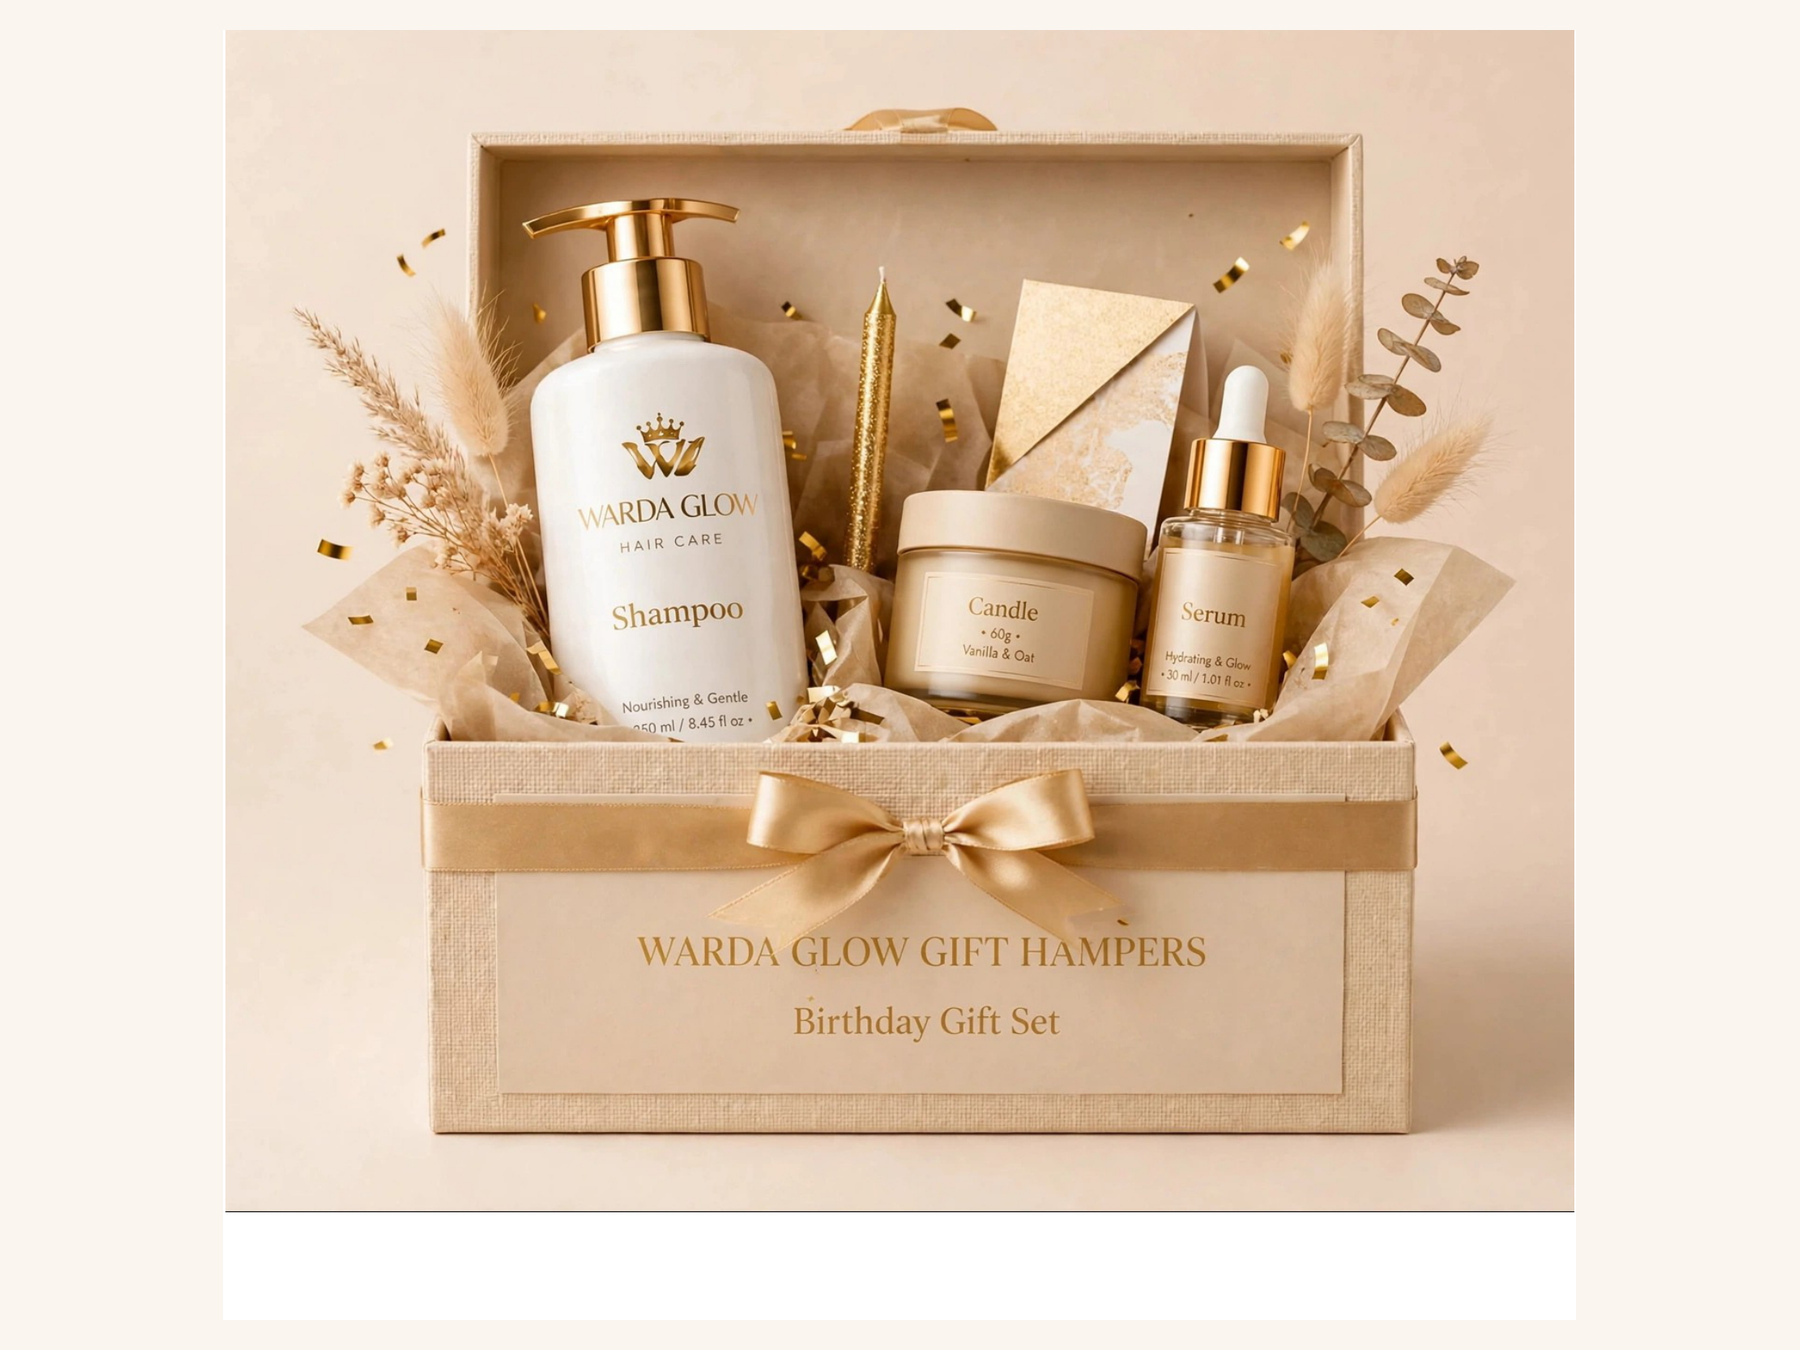 WARDA GLOW
HAIR CARE
Shampoo
Nourishing & Gentle
250 ml / 8.45 fl oz •
Candle
• 60g •
Vanilla & Oat
Serum
Hydrating & Glow
• 30 ml / 1.01 fl oz •
WARDA GLOW GIFT HAMPERS
Birthday Gift Set